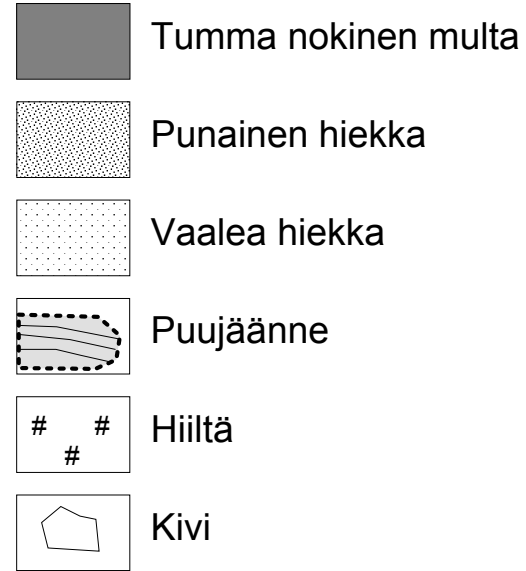 Tumma nokinen multa
Punainen hiekka
Vaalea hiekka
Puujäänne
# #
#
Hiiltä
Kivi